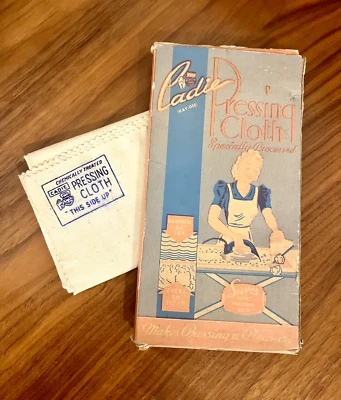 Cadie
Pressing
Cloth
Specially Processed
CHEMICALLY TREATED
CADIE
PRESSING
CLOTH
"THIS SIDE UP"
Makes Pressing a Pleasure